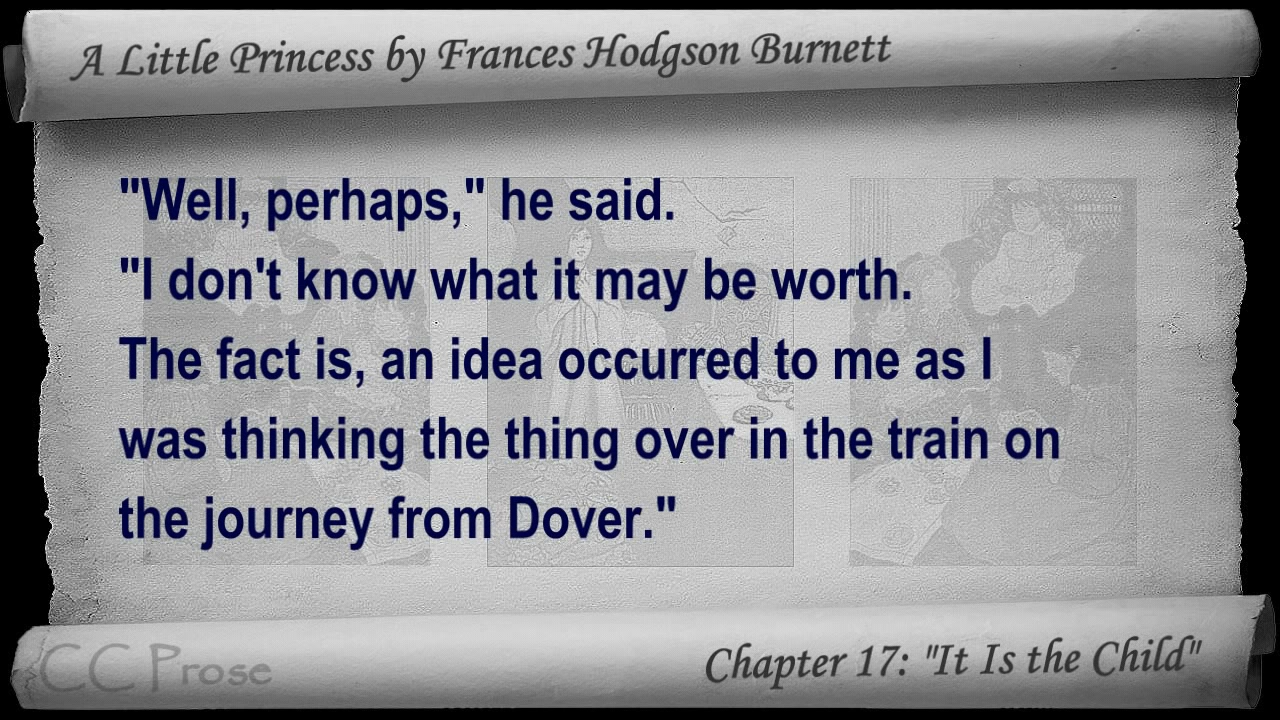 A Little Princess by Frances Hodgson Burnett
"Well, perhaps," he said.
"I don't know what it may be worth.
The fact is, an idea occurred to me as I
was thinking the thing over in the train on
the journey from Dover."
CC Prose
Chapter 17: "It Is the Child"